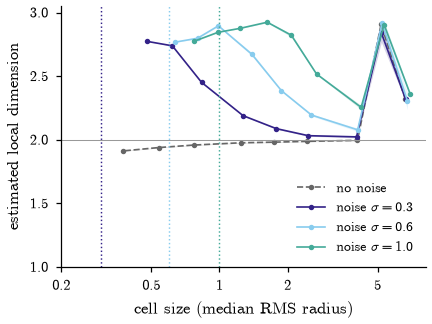 3.0
2.5
2.0
1.5
1.0
estimated local dimension
0.2 0.5 1 2 5
cell size (median RMS radius)
no noise
noise σ = 0.3
noise σ = 0.6
noise σ = 1.0